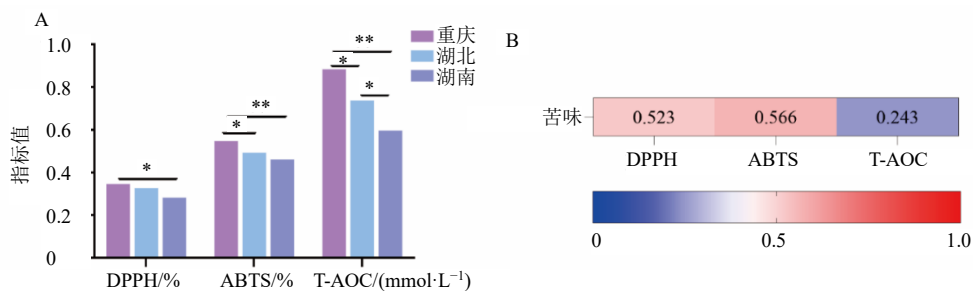 A
1.0
0.8
0.6
0.4
0.2
0
指标值
重庆
湖北
湖南
*
*
**
*
**
*
DPPH/%
ABTS/%
T-AOC/(mmol·L⁻¹)
B
苦味
0.523
0.566
0.243
DPPH
ABTS
T-AOC
0
0.5
1.0